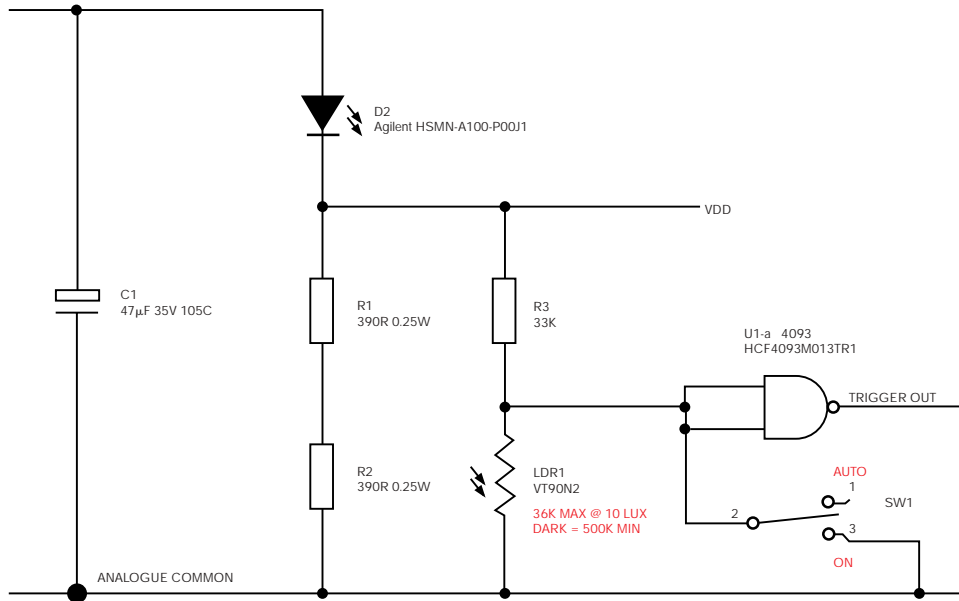 D2
Agilent HSMN-A100-P00J1
VDD
C1
47µF 35V 105C
R1
390R 0.25W
R3
33K
U1-a 4093
HCF4093M013TR1
TRIGGER OUT
R2
390R 0.25W
LDR1
VT90N2
36K MAX @ 10 LUX
DARK = 500K MIN
AUTO
1
SW1
2
3
ON
ANALOGUE COMMON